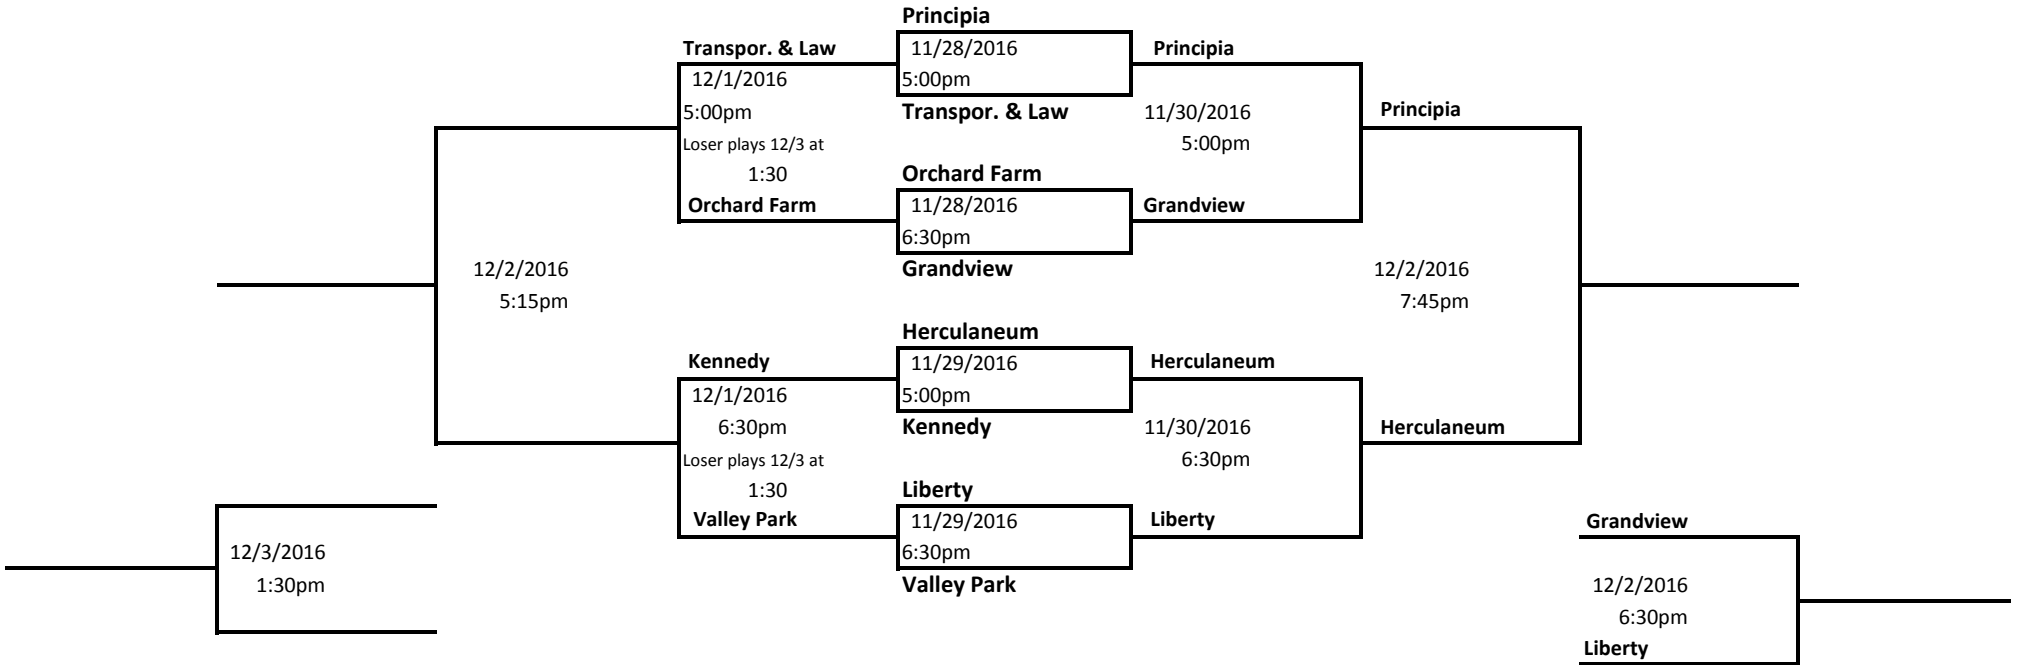 Principia
Transpor. & Law
11/28/2016
Principia
12/1/2016
5:00pm
5:00pm
Transpor. & Law
11/30/2016
Principia
Loser plays 12/3 at
5:00pm
1:30
Orchard Farm
Orchard Farm
11/28/2016
Grandview
6:30pm
12/2/2016
Grandview
12/2/2016
5:15pm
7:45pm
Herculaneum
Kennedy
11/29/2016
Herculaneum
12/1/2016
5:00pm
6:30pm
Kennedy
11/30/2016
Herculaneum
Loser plays 12/3 at
6:30pm
1:30
Liberty
Valley Park
11/29/2016
Liberty
Grandview
12/3/2016
6:30pm
1:30pm
Valley Park
12/2/2016
6:30pm
Liberty